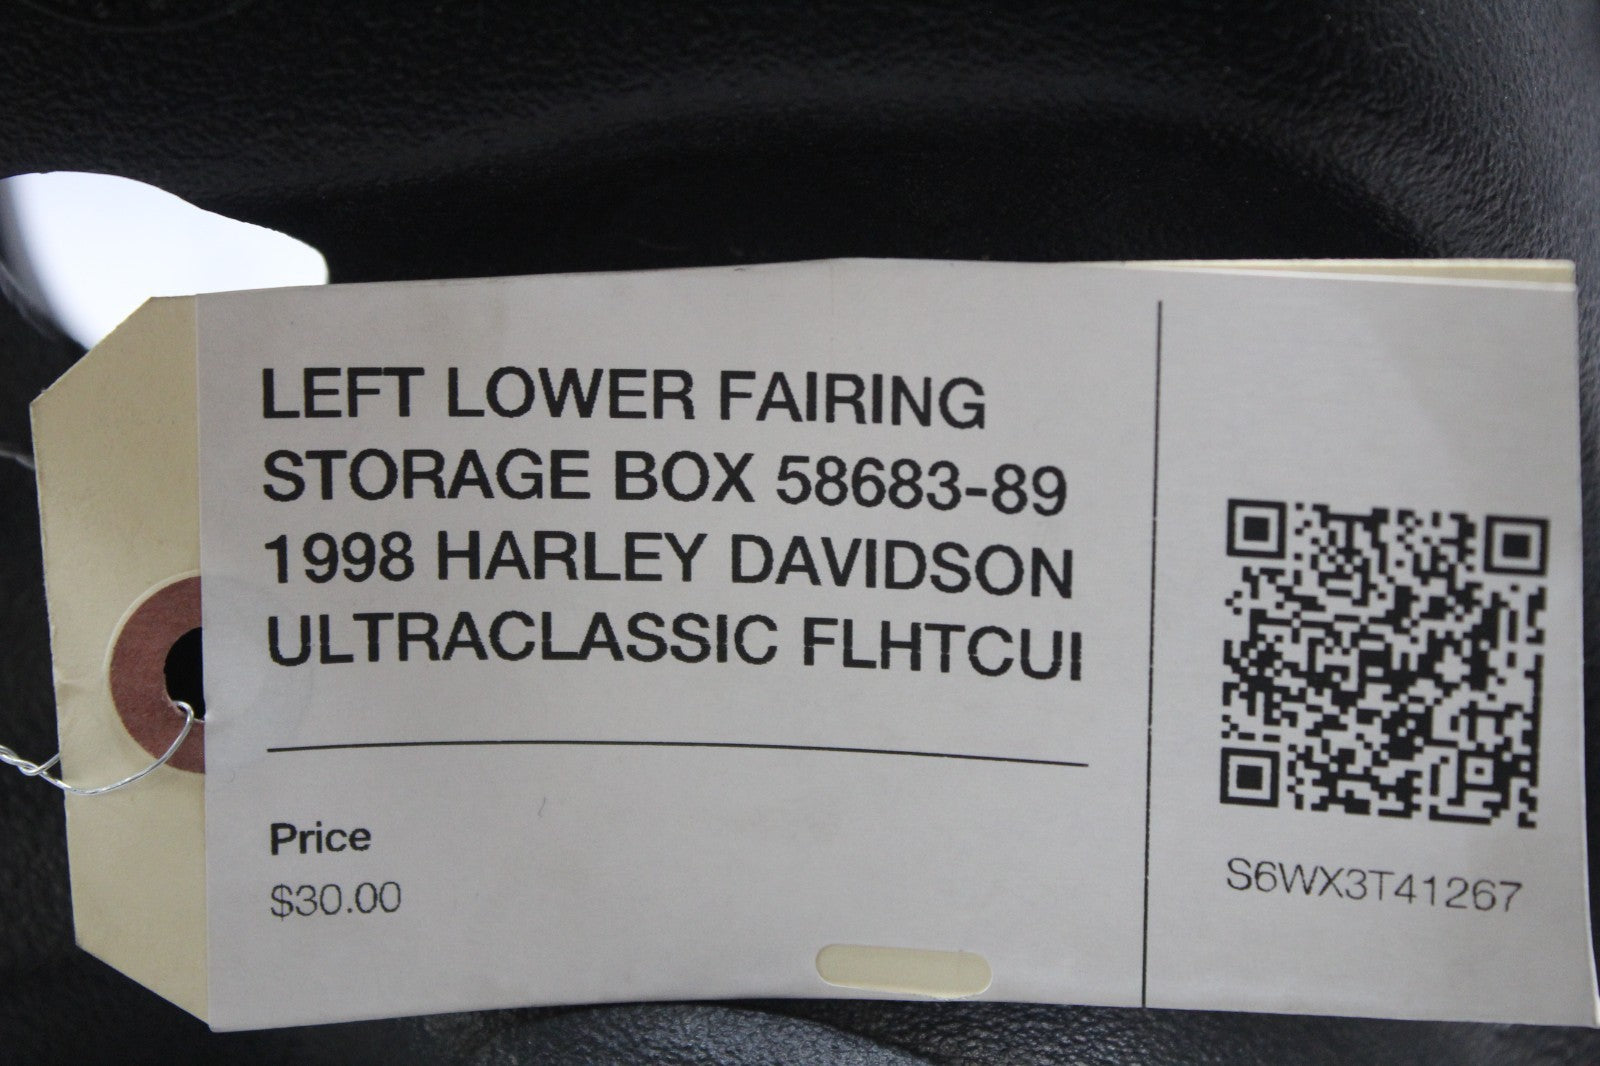 LEFT LOWER FAIRING
STORAGE BOX 58683-89
1998 HARLEY DAVIDSON
ULTRACLASSIC FLHTCUI
Price
$30.00
S6WX3T41267